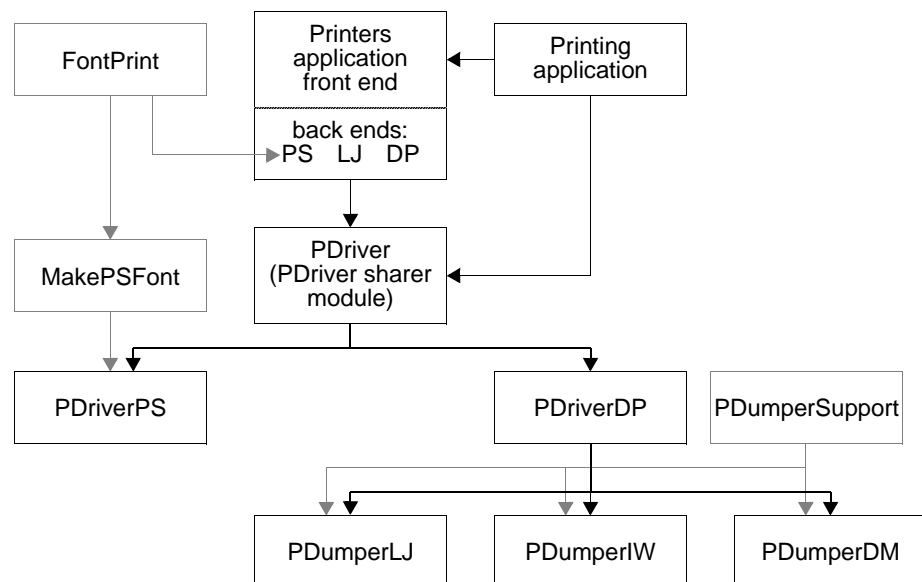 FontPrint
Printers
application
front end
Printing
application
back ends:
PS LJ DP
MakePSFont
PDriver
(PDriver sharer
module)
PDriverPS
PDriverDP
PDumperSupport
PDumperLJ
PDumperIW
PDumperDM